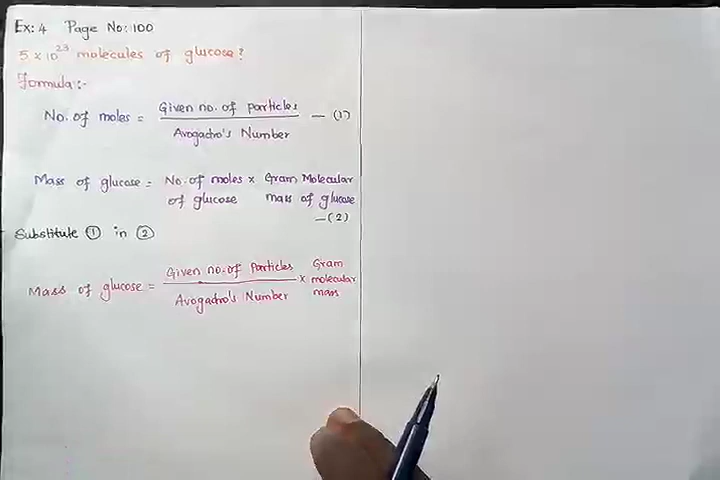 Ex: 4 Page No: 100
5 × 10²³ molecules of glucose?
Formula:-
No. of moles = Given no. of particles / Avogadro's Number — (1)
Mass of glucose = No. of moles of glucose × Gram Molecular mass of glucose — (2)
Substitute ① in ②
Mass of glucose = Given no. of Particles / Avogadro's Number × Gram molecular mass